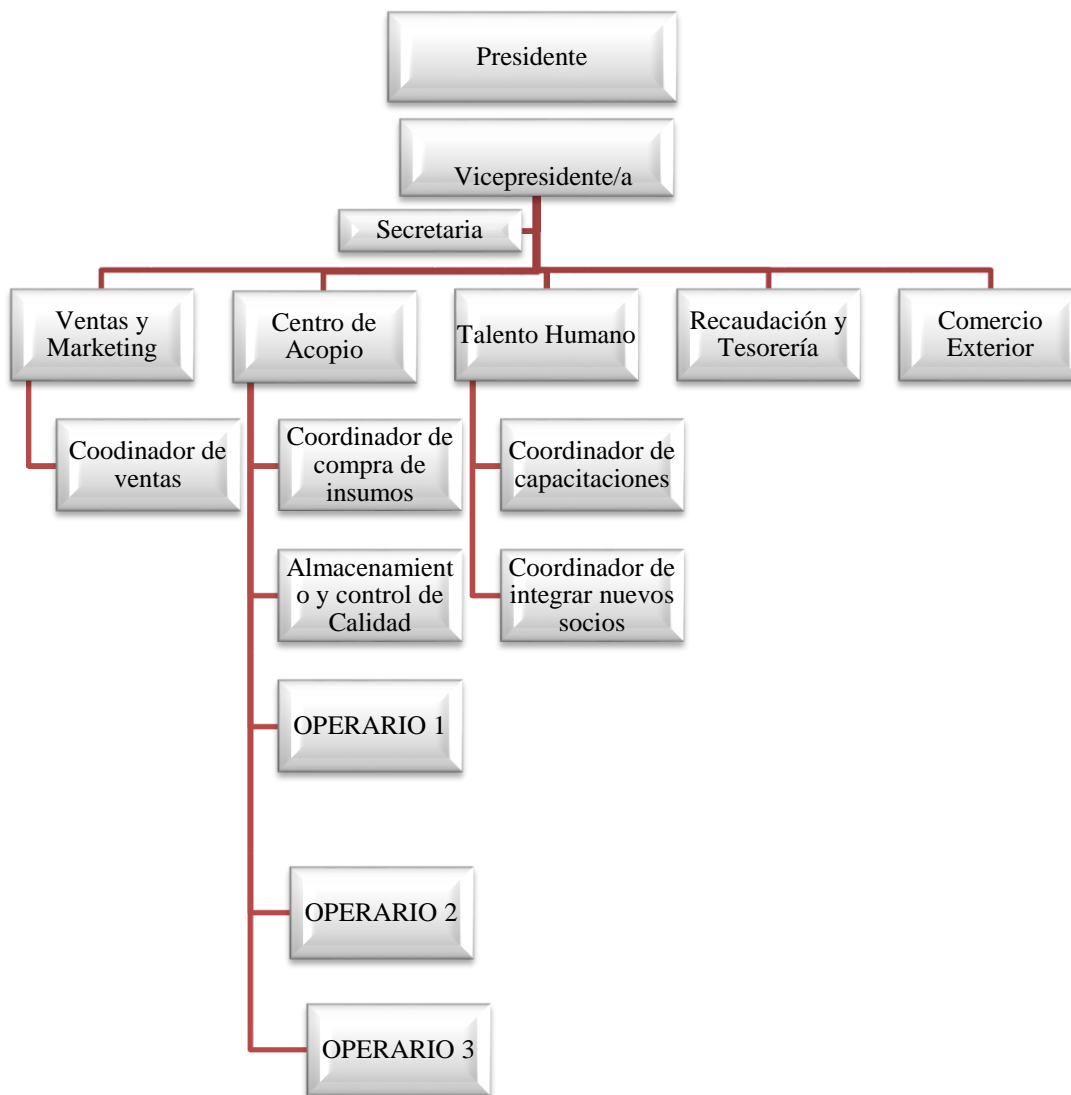 Presidente
Vicepresidente/a
Secretaria
Ventas y
Marketing
Centro de
Acopio
Talento Humano
Recaudación y
Tesorería
Comercio
Exterior
Coodinador de
ventas
Coordinador de
compra de
insumos
Coordinador de
capacitaciones
Almacenamient
o y control de
Calidad
Coordinador de
integrar nuevos
socios
OPERARIO 1
OPERARIO 2
OPERARIO 3